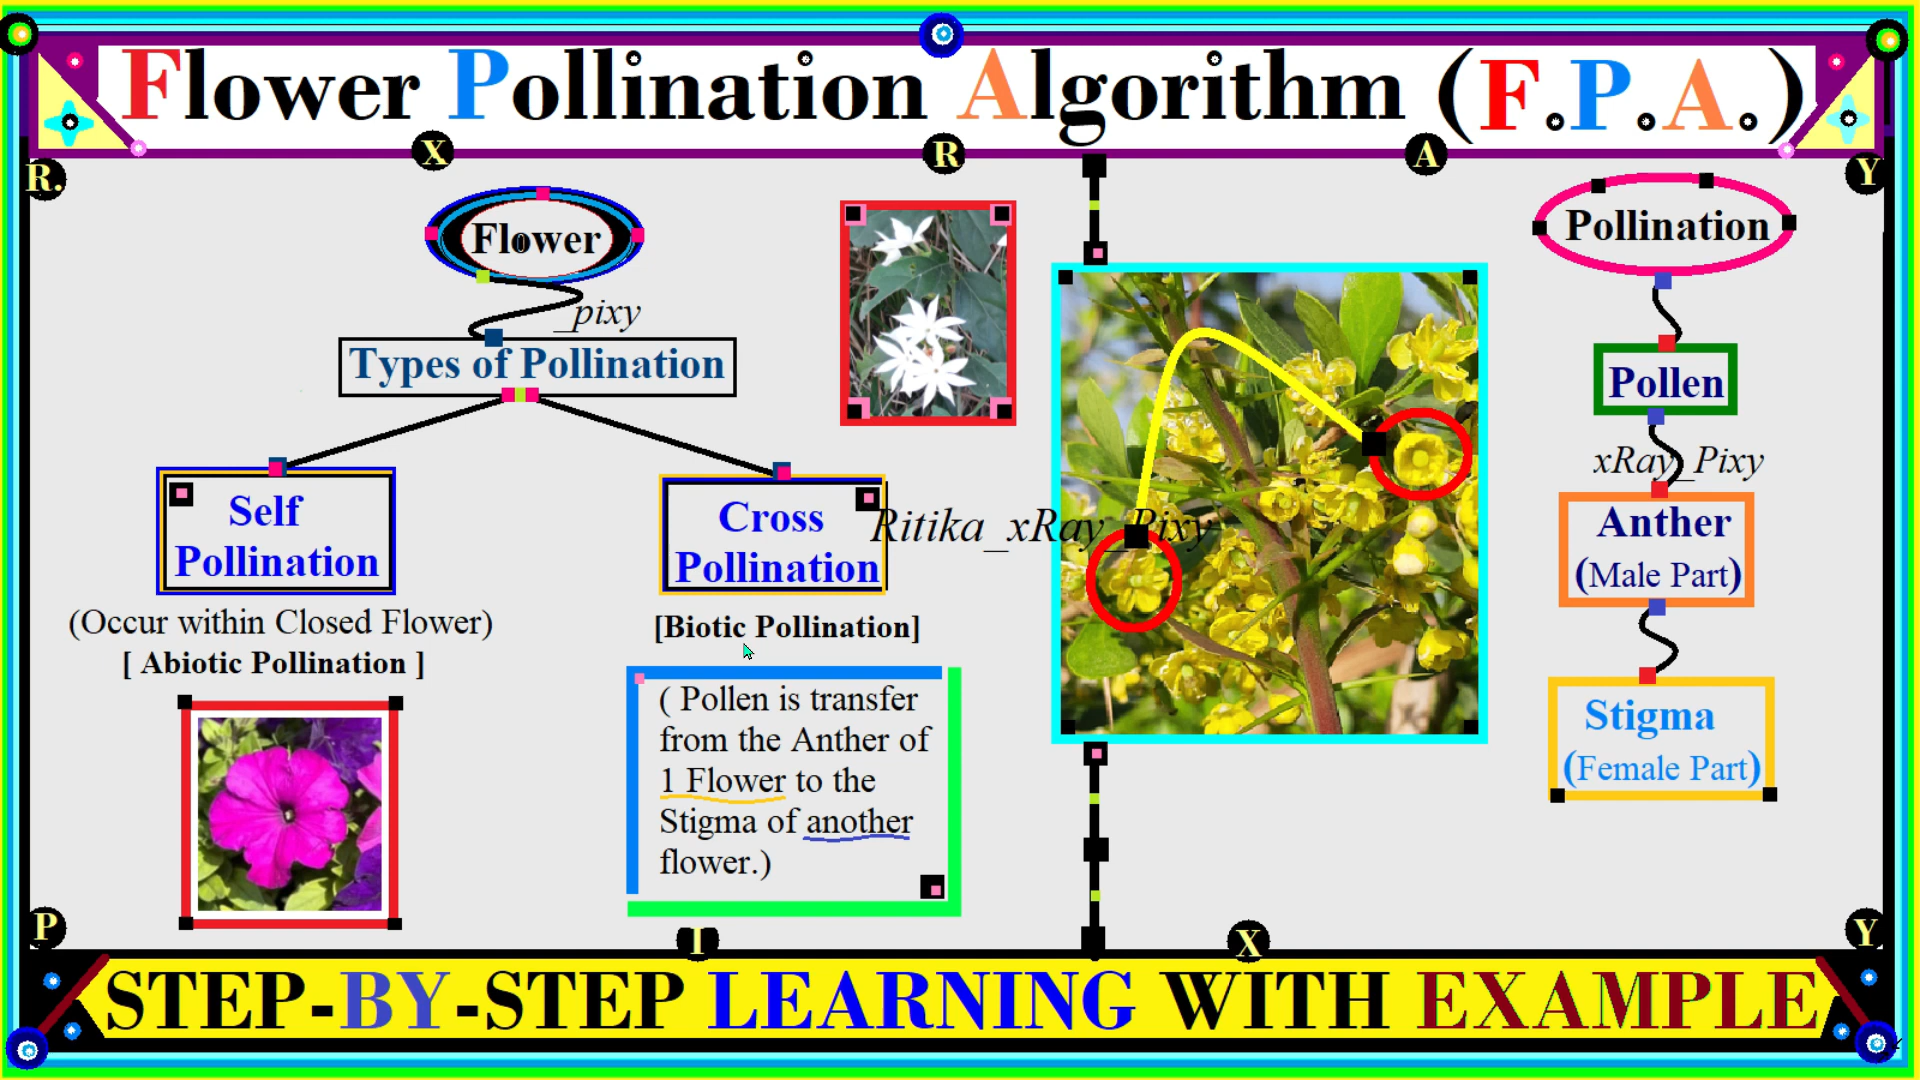 Flower Pollination Algorithm (F.P.A.)
X
R
A
R.
Y
Flower
_pixy
Types of Pollination
Self
Pollination
(Occur within Closed Flower)
[ Abiotic Pollination ]
Cross
Pollination
[Biotic Pollination]
( Pollen is transfer
from the Anther of
1 Flower to the
Stigma of another
flower.)
Ritika_xRay_Pixy
Pollination
Pollen
xRay_Pixy
Anther
(Male Part)
Stigma
(Female Part)
P
I
X
Y
STEP-BY-STEP LEARNING WITH EXAMPLE